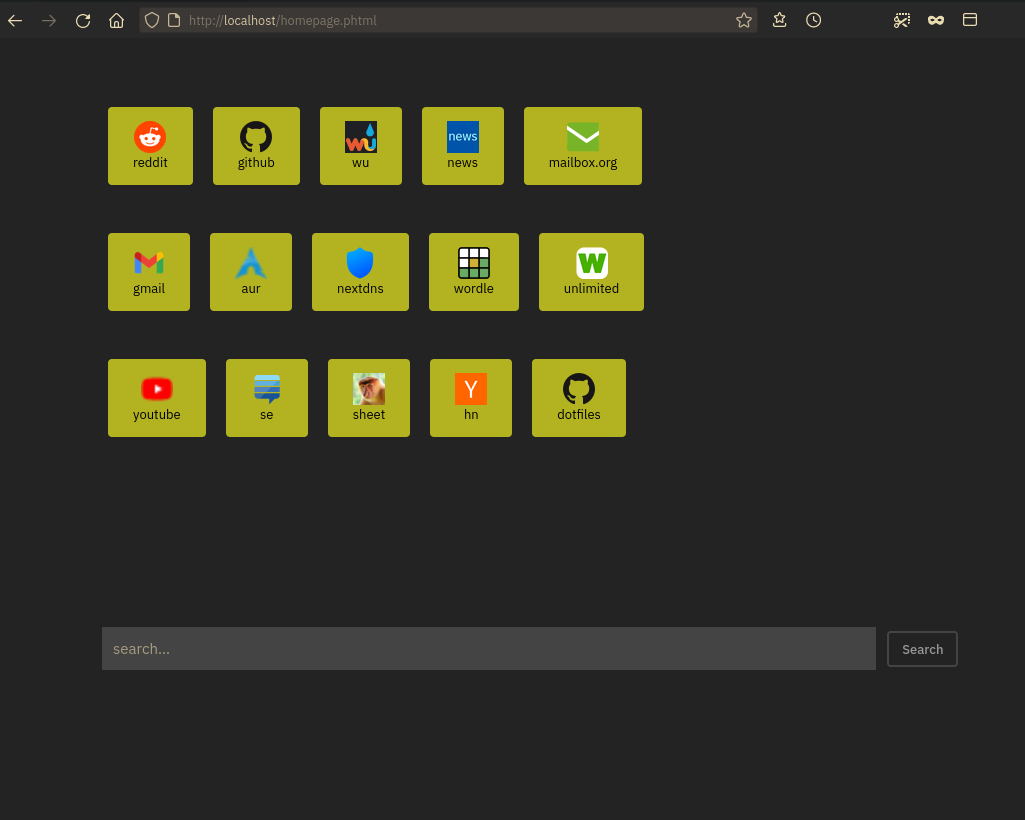 http://localhost/homepage.phtml
reddit
github
wu
wu
news
news
mailbox.org
gmail
aur
nextdns
wordle
W
unlimited
youtube
se
sheet
Y
hn
dotfiles
search...
Search